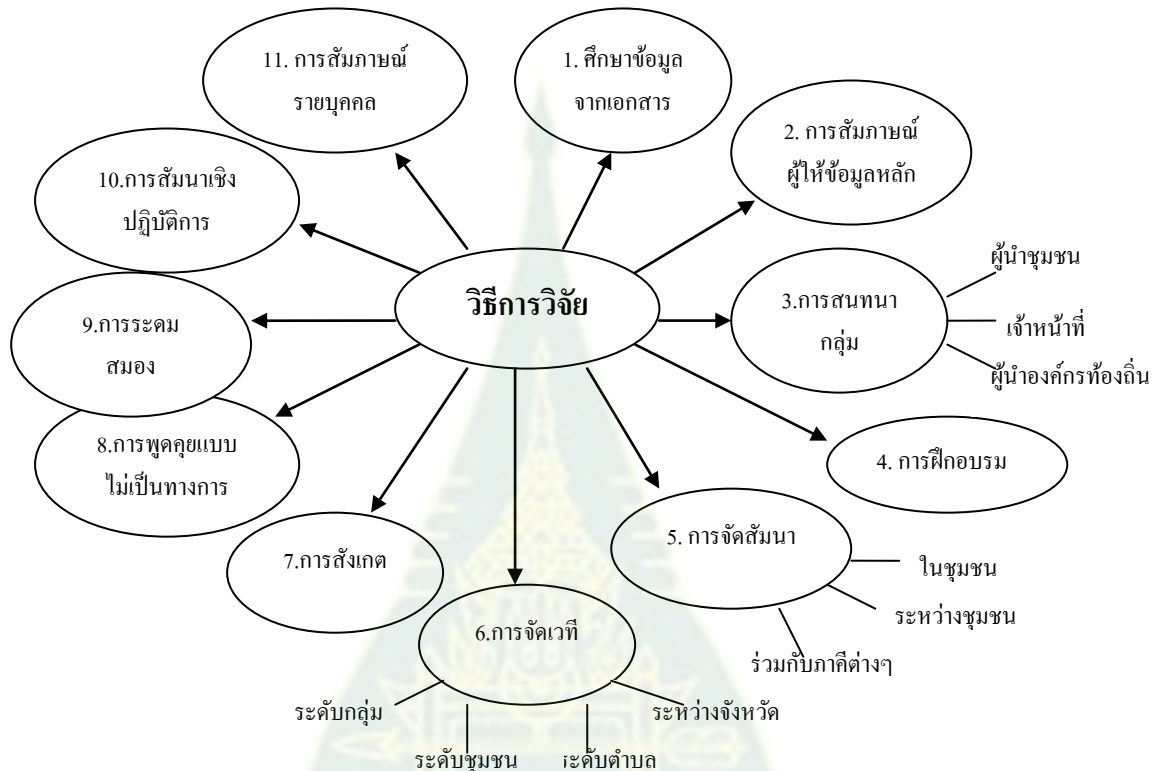 วิธีการวิจัย
1. ศึกษาข้อมูล
จากเอกสาร
2. การสัมภาษณ์
ผู้ให้ข้อมูลหลัก
3.การสนทนา
กลุ่ม
ผู้นำชุมชน
เจ้าหน้าที่
ผู้นำองค์กรท้องถิ่น
4. การฝึกอบรม
5. การจัดสัมนา
ในชุมชน
ระหว่างชุมชน
ร่วมกับภาคีต่างๆ
6.การจัดเวที
ระดับกลุ่ม
ระดับชุมชน
ระดับตำบล
ระหว่างจังหวัด
7.การสังเกต
8.การพูดคุยแบบ
ไม่เป็นทางการ
9.การระดม
สมอง
10.การสัมนาเชิง
ปฏิบัติการ
11. การสัมภาษณ์
รายบุคคล